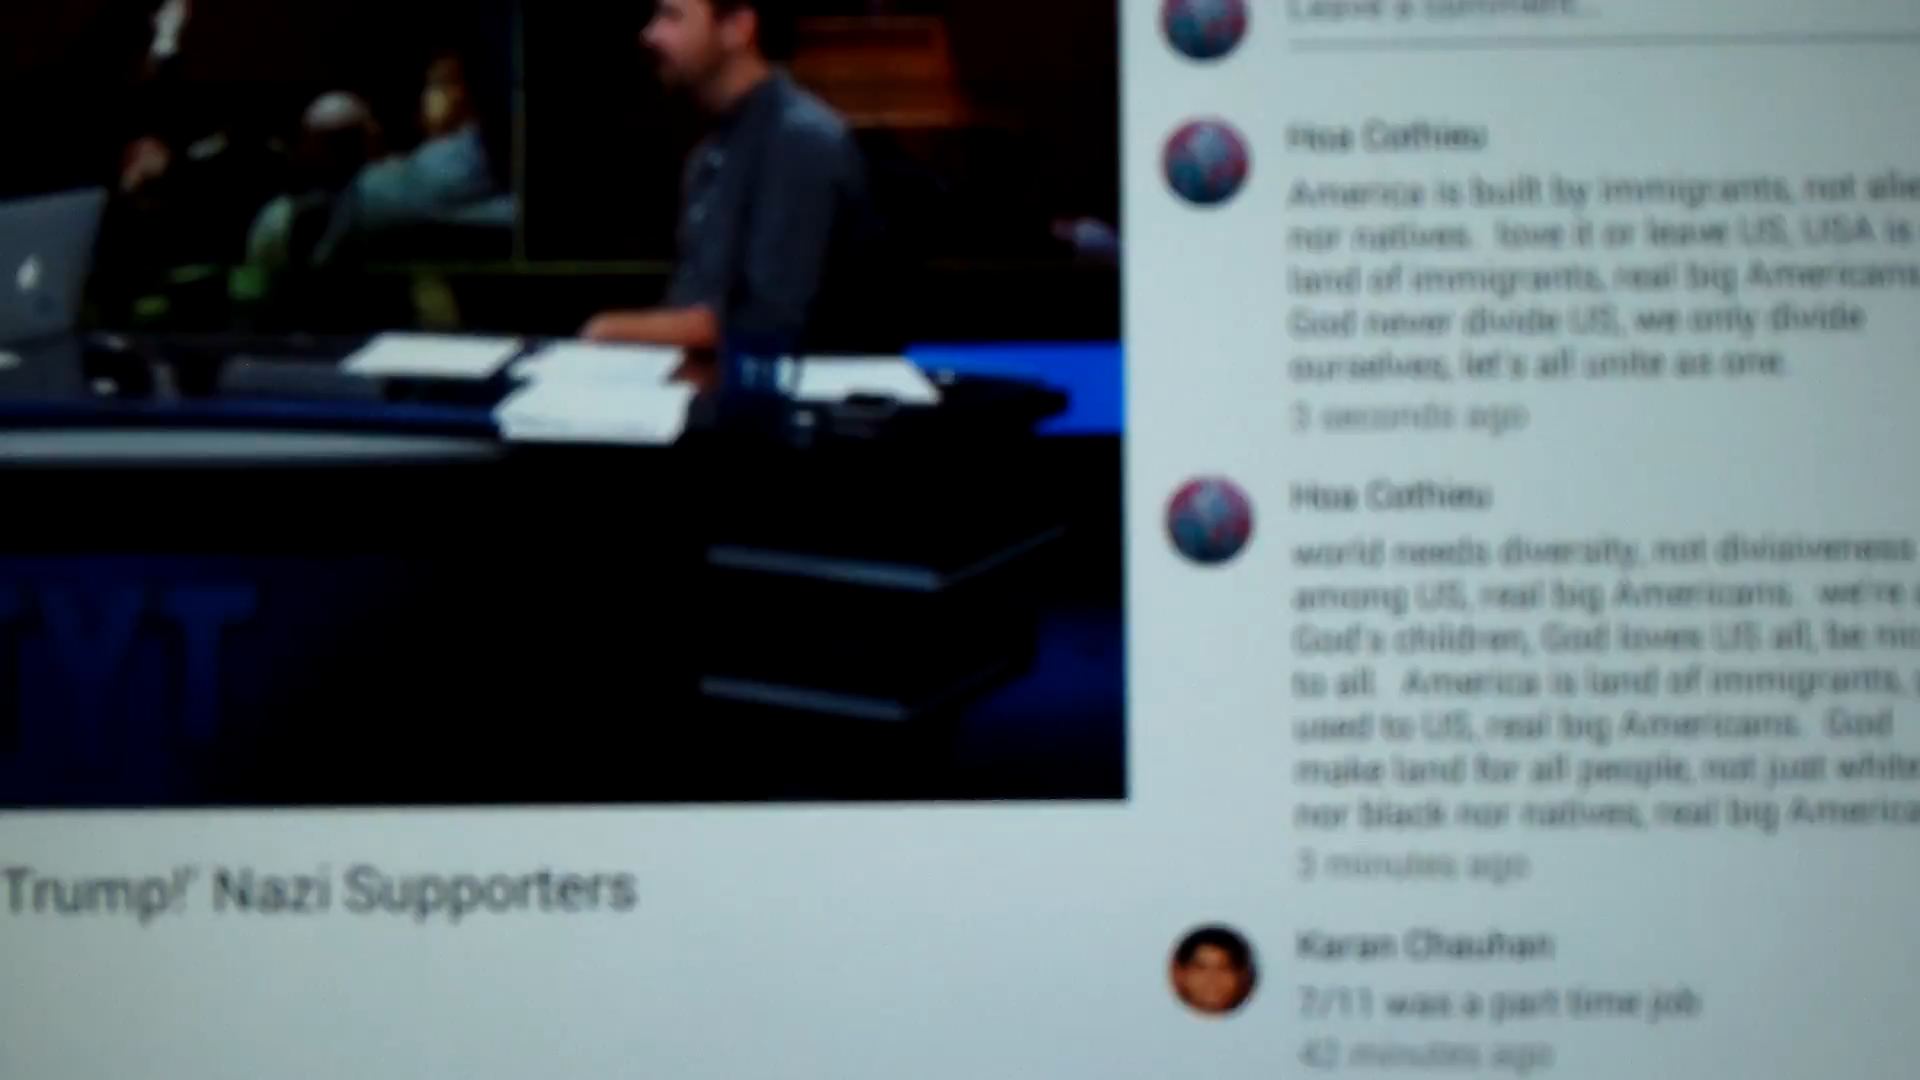 Leave a comment...
Hoa Cothieu
America is built by immigrants, not
nor natives. love it or leave US, USA is
land of immigrants, real big Americans
God never divide US, we only divide
ourselves, let's all unite as one.
3 seconds ago
Hoa Cothieu
world needs diversity, not divisiveness
among US, real big Americans. we're
God's children, God loves US all, be
to all. America is land of immigrants,
used to US, real big Americans. God
make land for all people, not just white
nor black nor natives, real big
3 minutes ago
Karan Chauhan
7/11 was a part time job
42 minutes ago
TYT
Trump!' Nazi Supporters